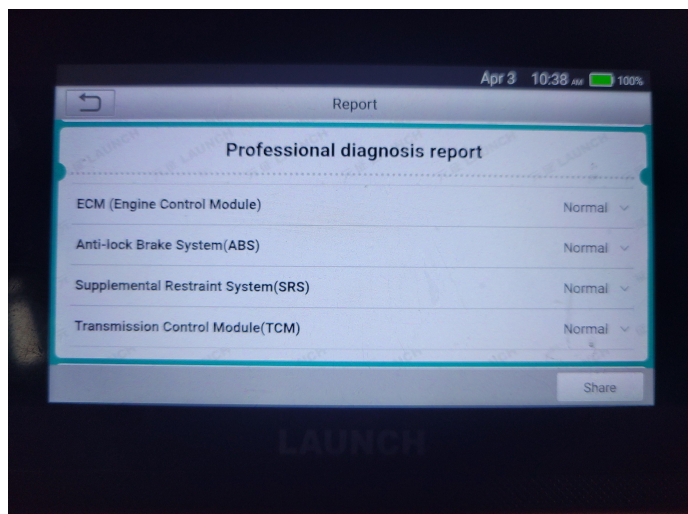 Apr 3 10:38 AM 100%
Report
Professional diagnosis report
ECM (Engine Control Module) Normal
Anti-lock Brake System(ABS) Normal
Supplemental Restraint System(SRS) Normal
Transmission Control Module(TCM) Normal
Share
LAUNCH